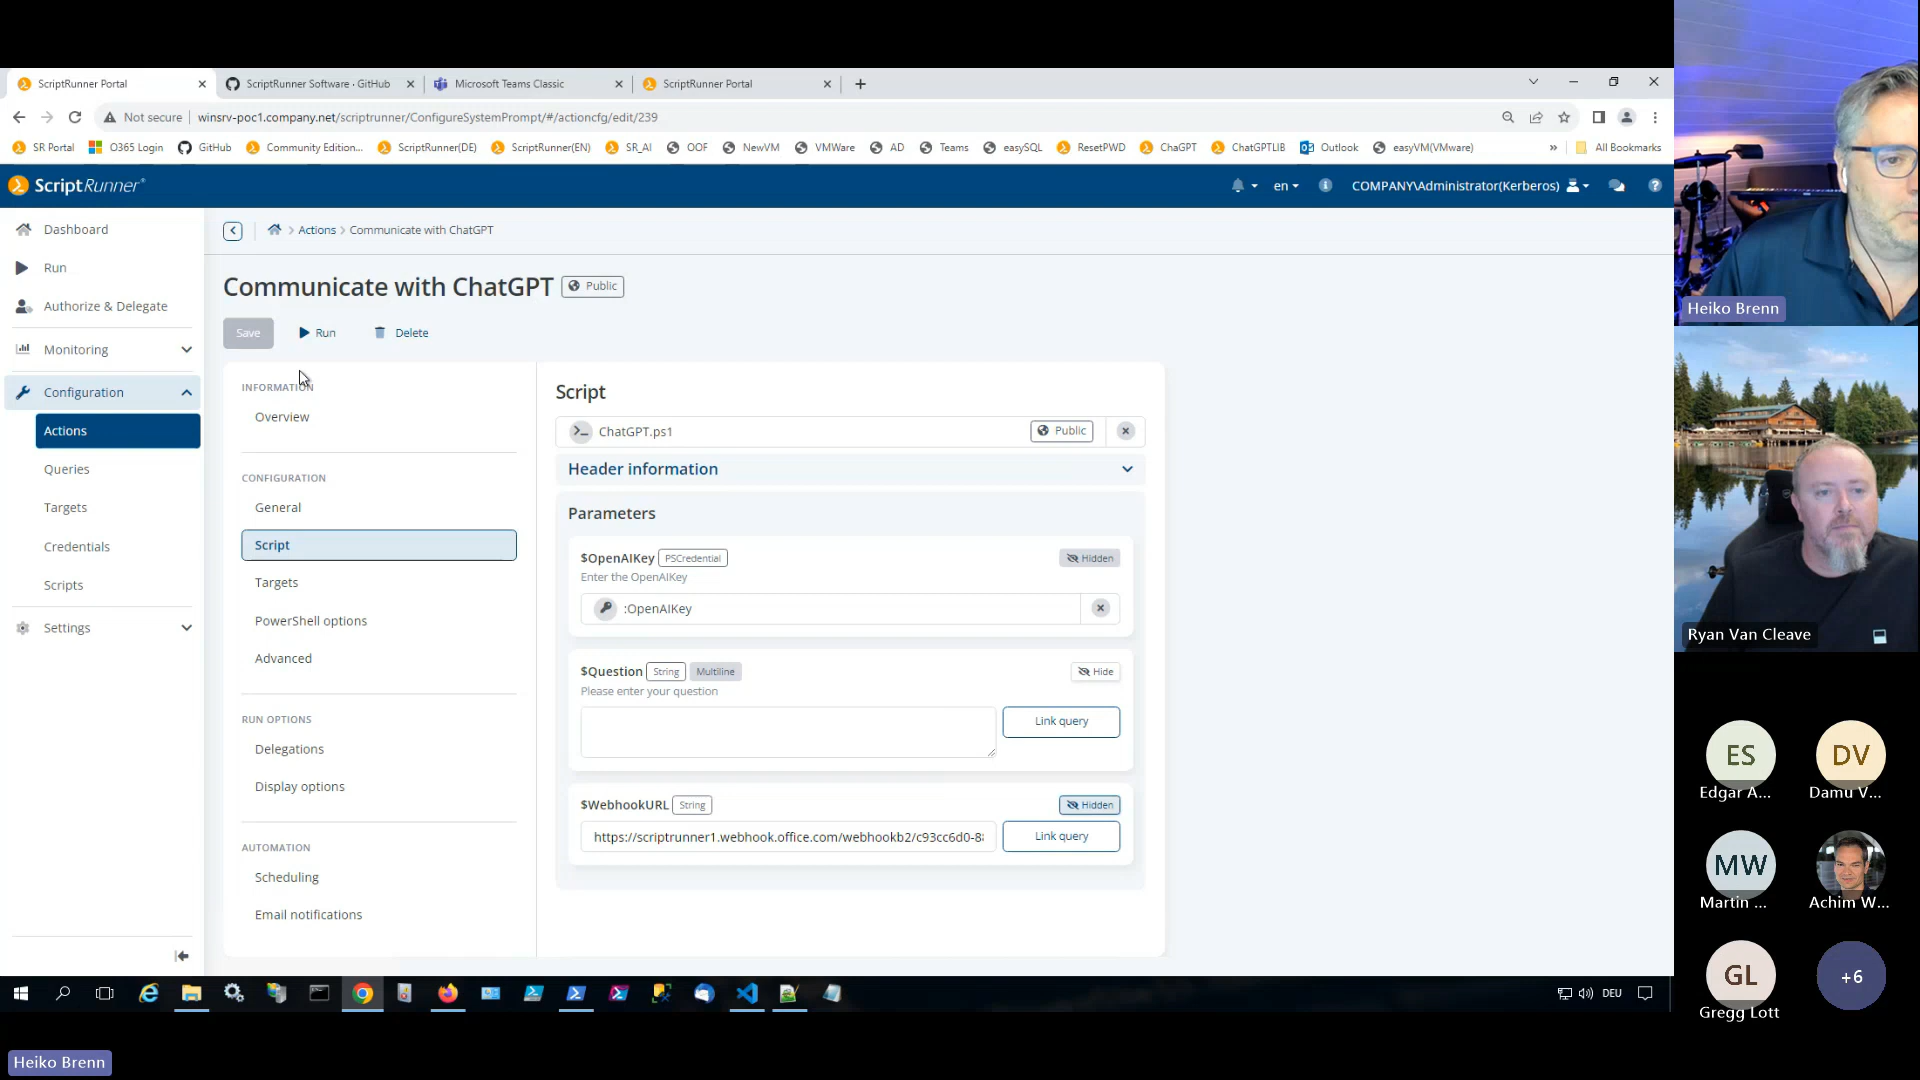 ScriptRunner Portal
ScriptRunner Software · GitHub
Microsoft Teams Classic
ScriptRunner Portal
Not secure
winsrv-poc1.company.net/scriptrunner/ConfigureSystemPrompt/#/actioncfg/edit/239
SR Portal
O365 Login
GitHub
Community Edition...
ScriptRunner(DE)
ScriptRunner(EN)
SR_AI
OOF
NewVM
VMWare
AD
Teams
easySQL
ResetPWD
ChaGPT
ChatGPTLIB
Outlook
easyVM(VMware)
»
All Bookmarks
ScriptRunner®
en
COMPANY\Administrator(Kerberos)
Dashboard
Run
Authorize & Delegate
Monitoring
Configuration
Actions
Queries
Targets
Credentials
Scripts
Settings
Actions
Communicate with ChatGPT
Communicate with ChatGPT
Public
Save
Run
Delete
INFORMATION
Overview
CONFIGURATION
General
Script
Targets
PowerShell options
Advanced
RUN OPTIONS
Delegations
Display options
AUTOMATION
Scheduling
Email notifications
Script
ChatGPT.ps1
Public
Header information
Parameters
$OpenAIKey
PSCredential
Hidden
Enter the OpenAIKey
:OpenAIKey
$Question
String
Multiline
Hide
Please enter your question
Link query
$WebhookURL
String
Hidden
https://scriptrunner1.webhook.office.com/webhookb2/c93cc6d0-8
Link query
DEU
Heiko Brenn
Heiko Brenn
Ryan Van Cleave
ES
Edgar A...
DV
Damu V...
MW
Martin ...
Achim W...
GL
Gregg Lott
+6